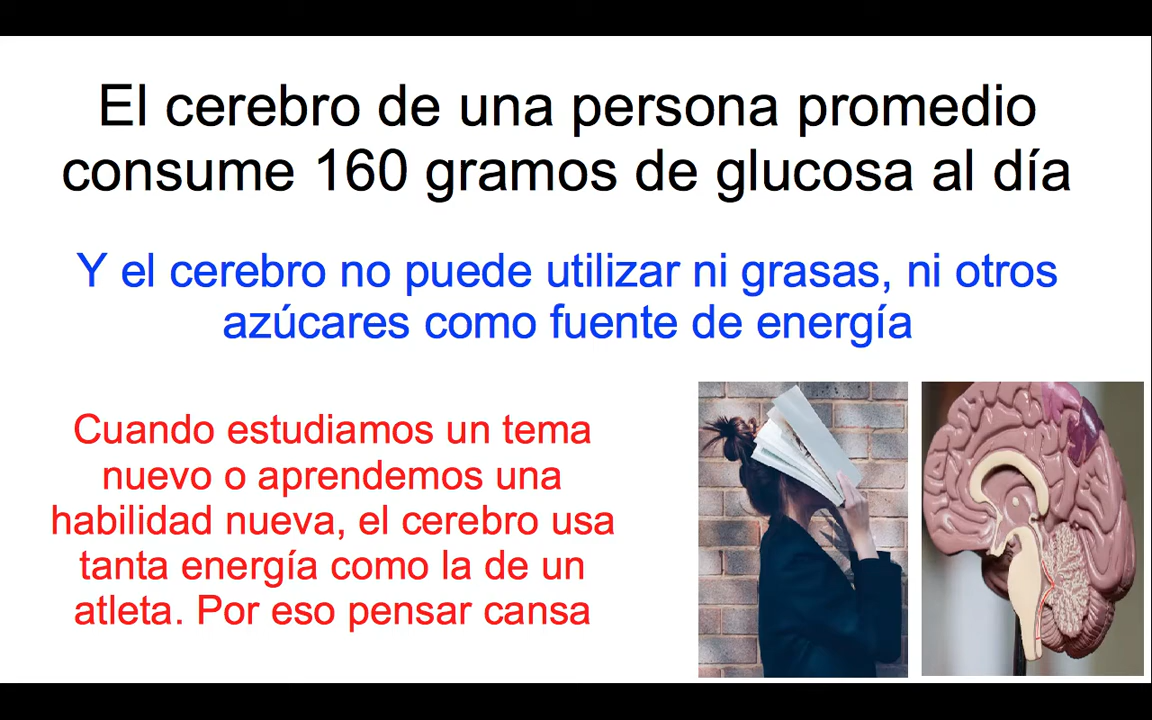 El cerebro de una persona promedio
consume 160 gramos de glucosa al día
Y el cerebro no puede utilizar ni grasas, ni otros
azúcares como fuente de energía
Cuando estudiamos un tema
nuevo o aprendemos una
habilidad nueva, el cerebro usa
tanta energía como la de un
atleta. Por eso pensar cansa